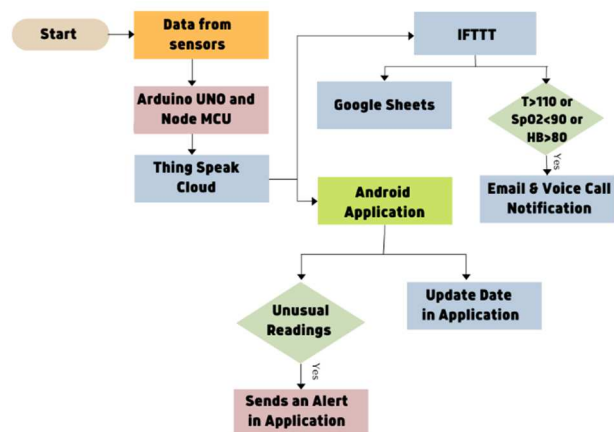 Start
Data from
sensors
IFTTT
Arduino UNO and
Node MCU
Google Sheets
T>110 or
SpO2<90 or
HB>80
Yes
Thing Speak
Cloud
Android
Application
Email & Voice Call
Notification
Unusual
Readings
Update Date
in Application
Yes
Sends an Alert
in Application